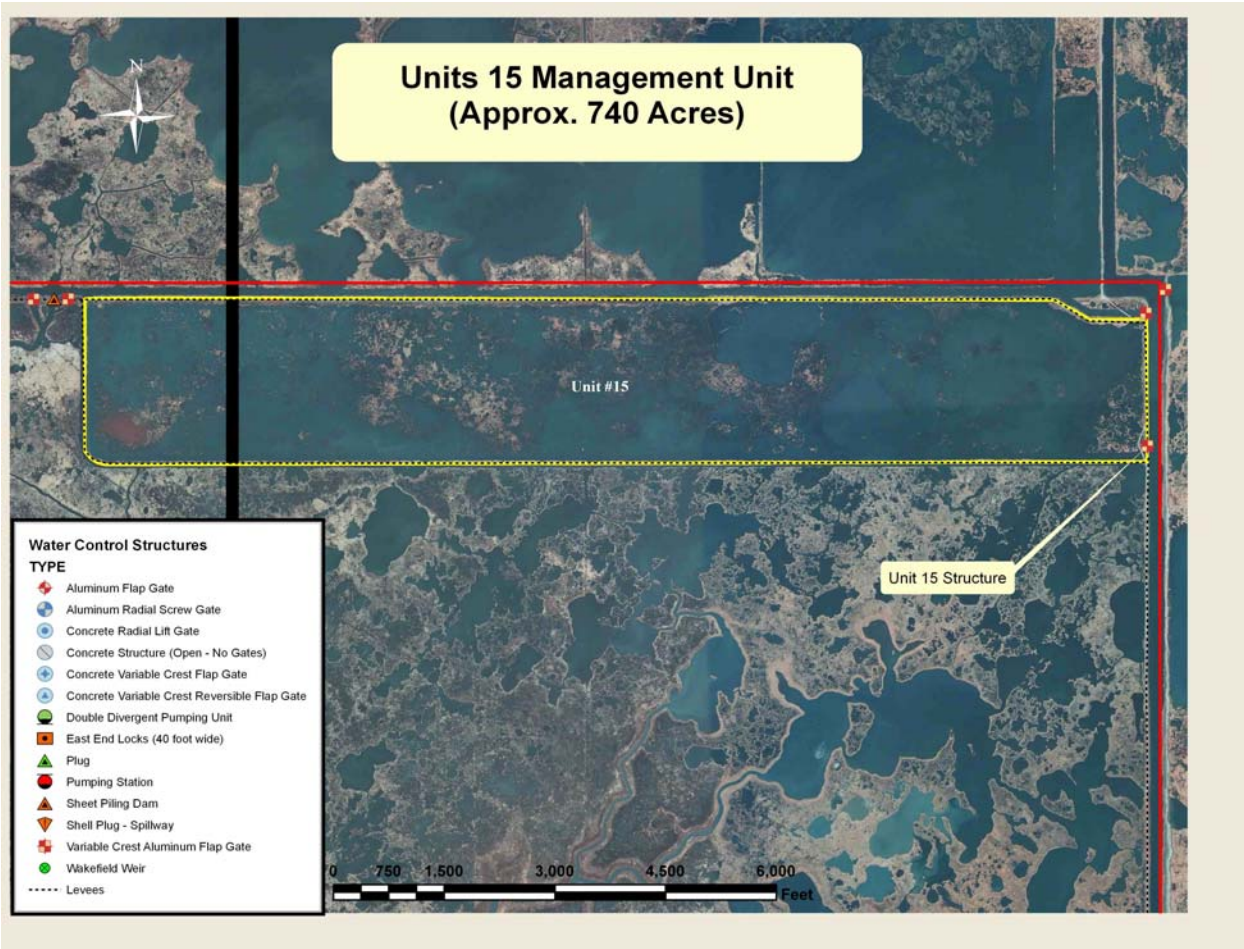 N
Units 15 Management Unit
(Approx. 740 Acres)
Unit #15
Unit 15 Structure
Water Control Structures
TYPE
Aluminum Flap Gate
Aluminum Radial Screw Gate
Concrete Radial Lift Gate
Concrete Structure (Open - No Gates)
Concrete Variable Crest Flap Gate
Concrete Variable Crest Reversible Flap Gate
Double Divergent Pumping Unit
East End Locks (40 foot wide)
Plug
Pumping Station
Sheet Piling Dam
Shell Plug - Spillway
Variable Crest Aluminum Flap Gate
Wakefield Weir
Levees
0 750 1,500 3,000 4,500 6,000
Feet